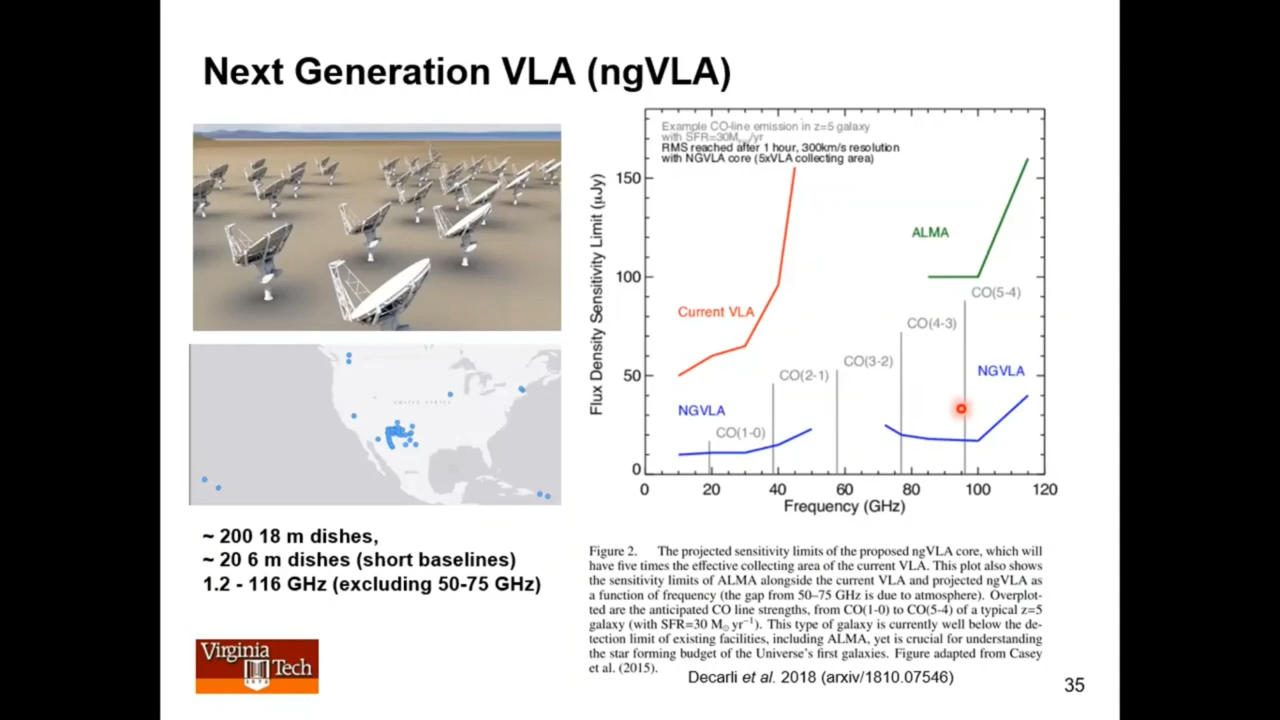 Next Generation VLA (ngVLA)
UNITED STATES
~ 200 18 m dishes,
~ 20 6 m dishes (short baselines)
1.2 - 116 GHz (excluding 50-75 GHz)
Virginia
Tech
1872
Example CO-line emission in z=5 galaxy
with SFR=30M☉/yr
RMS reached after 1 hour, 300km/s resolution
with NGVLA core (5xVLA collecting area)
Flux Density Sensitivity Limit (μJy)
150
100
50
0
ALMA
CO(5-4)
Current VLA
CO(4-3)
CO(3-2)
CO(2-1)
NGVLA
NGVLA
CO(1-0)
0 20 40 60 80 100 120
Frequency (GHz)
Figure 2. The projected sensitivity limits of the proposed ngVLA core, which will
have five times the effective collecting area of the current VLA. This plot also shows
the sensitivity limits of ALMA alongside the current VLA and projected ngVLA as
a function of frequency (the gap from 50–75 GHz is due to atmosphere). Overplot-
ted are the anticipated CO line strengths, from CO(1-0) to CO(5-4) of a typical z=5
galaxy (with SFR=30 M☉ yr⁻¹). This type of galaxy is currently well below the de-
tection limit of existing facilities, including ALMA, yet is crucial for understanding
the star forming budget of the Universe's first galaxies. Figure adapted from Casey
et al. (2015).
Decarli et al. 2018 (arxiv/1810.07546)
35